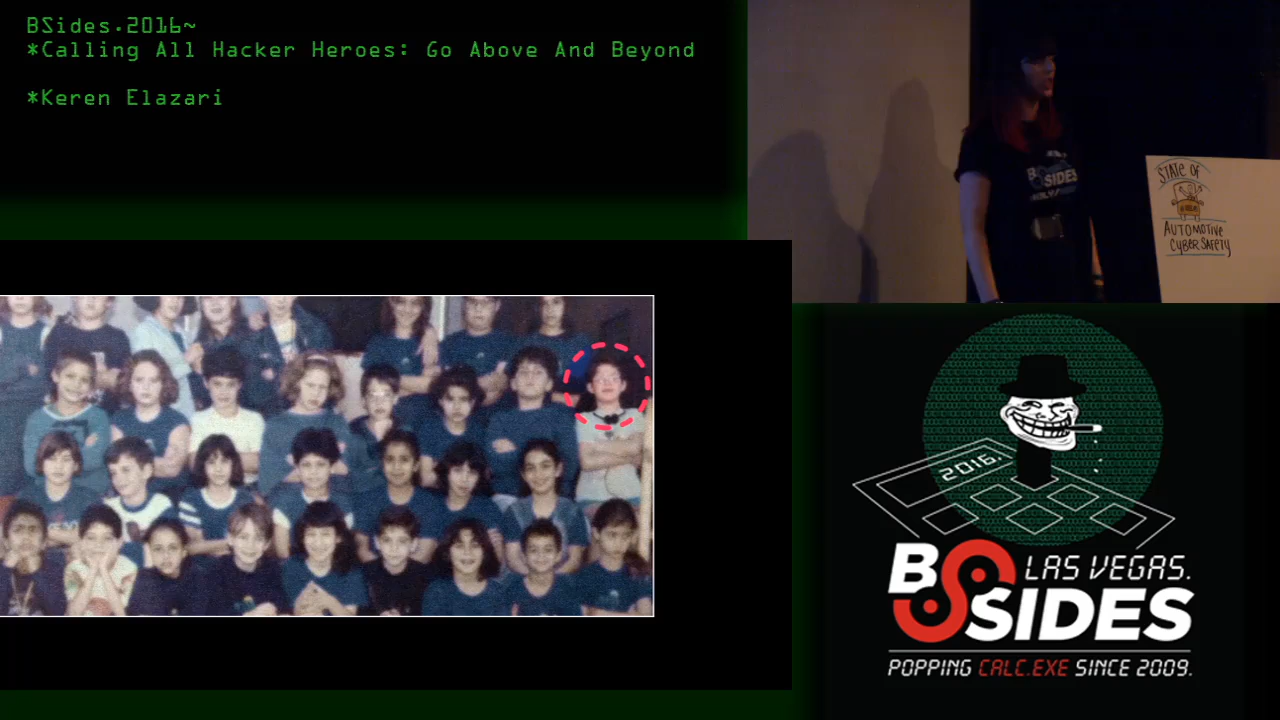 BSides.2016~
*Calling All Hacker Heroes: Go Above And Beyond
*Keren Elazari
BSIDES
STATE OF
AUTOMOTIVE
CYBER SAFETY
2016.
BSIDES
LAS VEGAS.
POPPING CALC.EXE SINCE 2009.